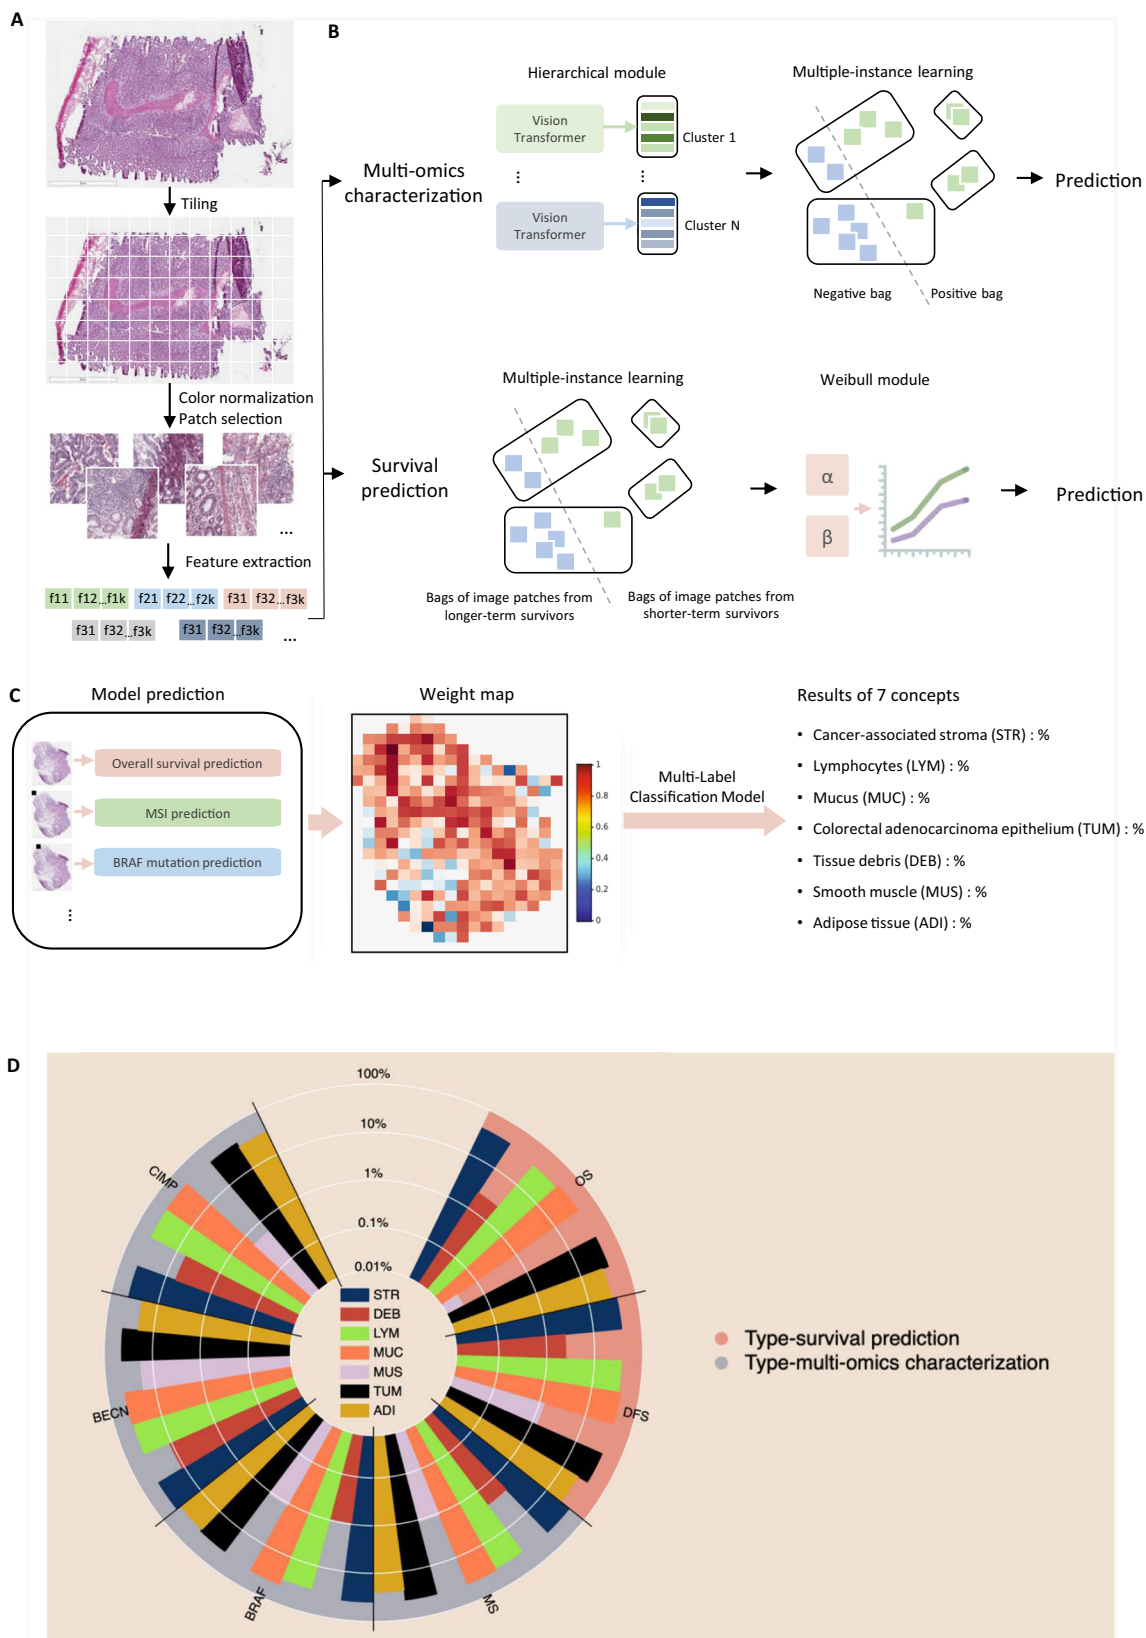 A
Tiling
Color normalization
Patch selection
...
Feature extraction
f11 f12 ...f1k f21 f22 ...f2k f31 f32 ...f3k
f31 f32 ...f3k f31 f32 ...f3k ...
B
Multi-omics
characterization
Hierarchical module
Vision
Transformer
Cluster 1
...
...
Vision
Transformer
Cluster N
Multiple-instance learning
Negative bag
Positive bag
Prediction
Survival
prediction
Multiple-instance learning
Bags of image patches from
longer-term survivors
Bags of image patches from
shorter-term survivors
Weibull module
α
β
Prediction
C
Model prediction
Overall survival prediction
MSI prediction
BRAF mutation prediction
...
Weight map
1
0.8
0.6
0.4
0.2
0
Multi-Label
Classification Model
Results of 7 concepts
• Cancer-associated stroma (STR) : %
• Lymphocytes (LYM) : %
• Mucus (MUC) : %
• Colorectal adenocarcinoma epithelium (TUM) : %
• Tissue debris (DEB) : %
• Smooth muscle (MUS) : %
• Adipose tissue (ADI) : %
D
100%
10%
1%
0.1%
0.01%
STR
DEB
LYM
MUC
MUS
TUM
ADI
OS
DFS
MS
BRAF
BECN
CIMP
Type-survival prediction
Type-multi-omics characterization